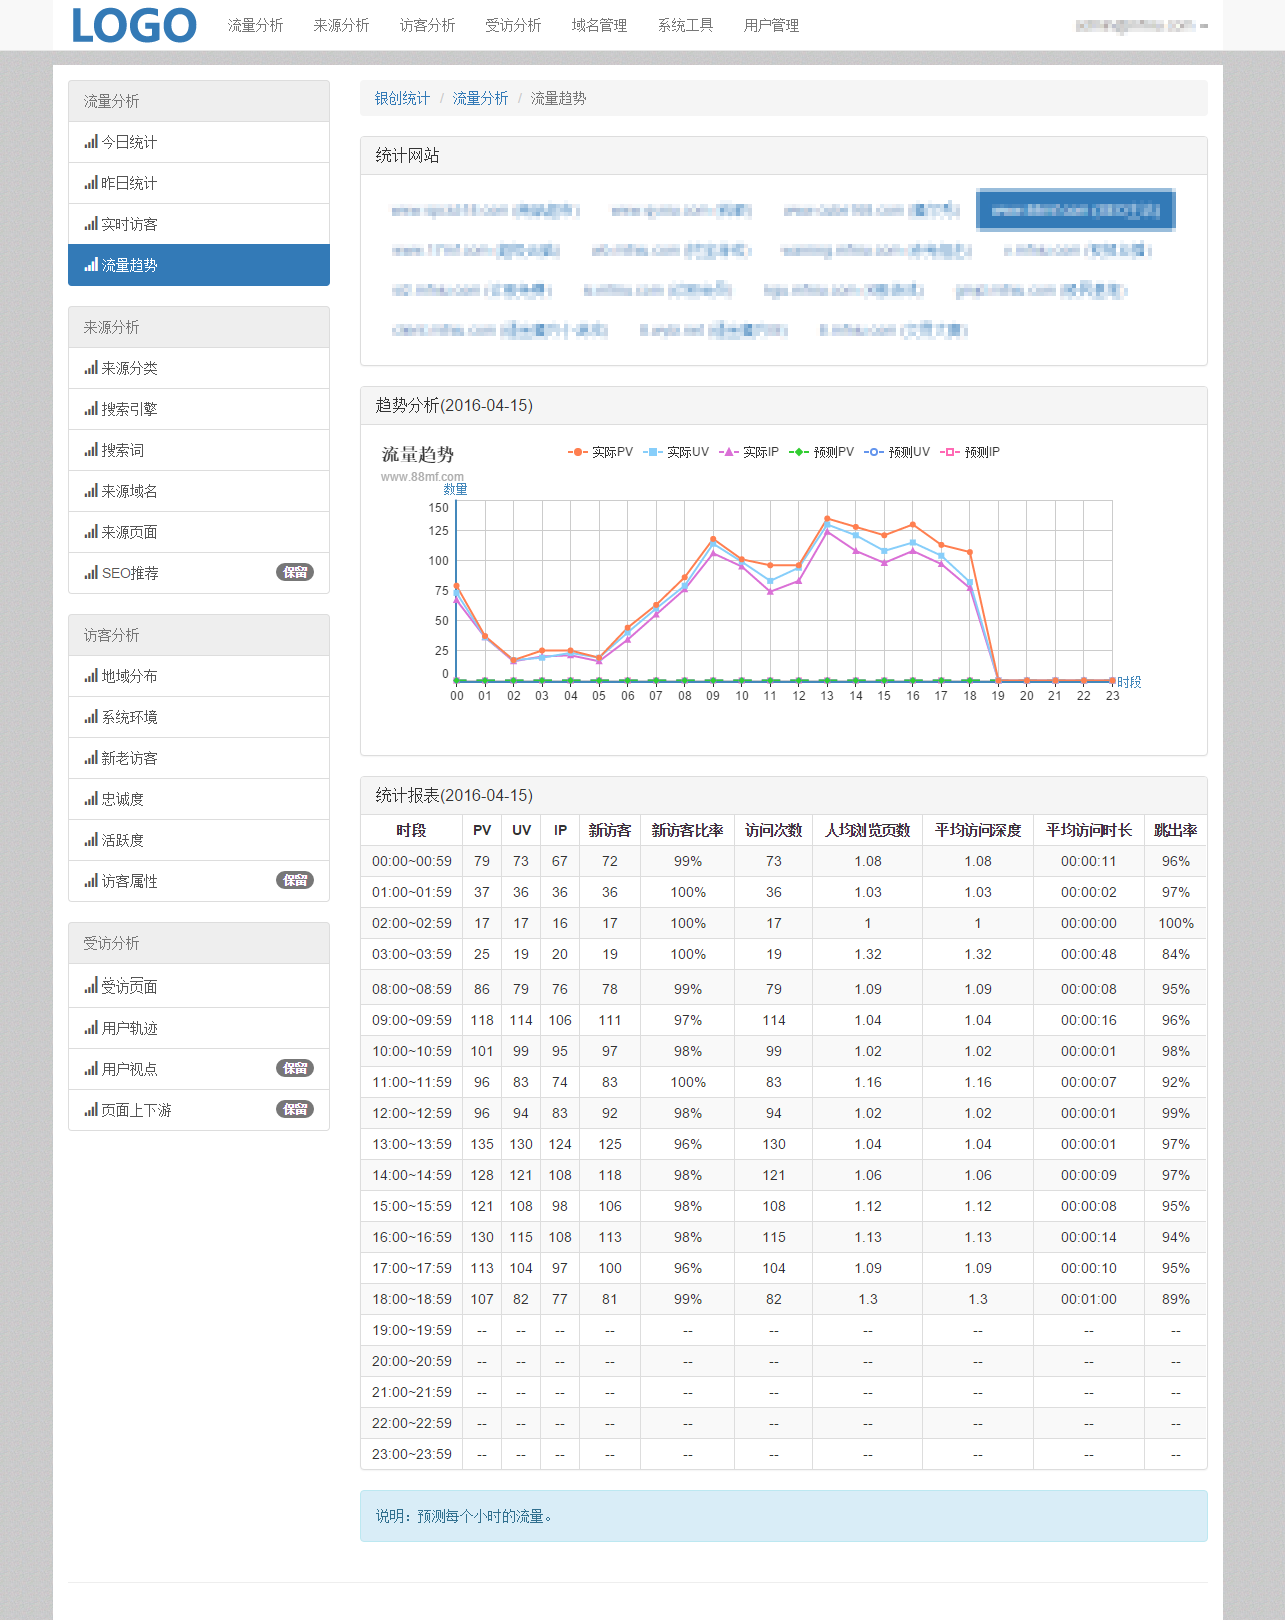 LOGO 流量分析 来源分析 访客分析 受访分析 域名管理 系统工具 用户管理
流量分析
今日统计
昨日统计
实时访客
流量趋势
来源分析
来源分类
搜索引擎
搜索词
来源域名
来源页面
SEO推荐 保留
访客分析
地域分布
系统环境
新老访客
忠诚度
活跃度
访客属性 保留
受访分析
受访页面
用户轨迹
用户视点 保留
页面上下游 保留
银创统计 / 流量分析 / 流量趋势
统计网站
趋势分析(2016-04-15)
流量趋势
www.88mf.com
实际PV 实际UV 实际IP 预测PV 预测UV 预测IP
数量
150
125
100
75
50
25
0
00 01 02 03 04 05 06 07 08 09 10 11 12 13 14 15 16 17 18 19 20 21 22 23
时段
统计报表(2016-04-15)
时段 PV UV IP 新访客 新访客比率 访问次数 人均浏览页数 平均访问深度 平均访问时长 跳出率
00:00~00:59 79 73 67 72 99% 73 1.08 1.08 00:00:11 96%
01:00~01:59 37 36 36 36 100% 36 1.03 1.03 00:00:02 97%
02:00~02:59 17 17 16 17 100% 17 1 1 00:00:00 100%
03:00~03:59 25 19 20 19 100% 19 1.32 1.32 00:00:48 84%
08:00~08:59 86 79 76 78 99% 79 1.09 1.09 00:00:08 95%
09:00~09:59 118 114 106 111 97% 114 1.04 1.04 00:00:16 96%
10:00~10:59 101 99 95 97 98% 99 1.02 1.02 00:00:01 98%
11:00~11:59 96 83 74 83 100% 83 1.16 1.16 00:00:07 92%
12:00~12:59 96 94 83 92 98% 94 1.02 1.02 00:00:01 99%
13:00~13:59 135 130 124 125 96% 130 1.04 1.04 00:00:01 97%
14:00~14:59 128 121 108 118 98% 121 1.06 1.06 00:00:09 97%
15:00~15:59 121 108 98 106 98% 108 1.12 1.12 00:00:08 95%
16:00~16:59 130 115 108 113 98% 115 1.13 1.13 00:00:14 94%
17:00~17:59 113 104 97 100 96% 104 1.09 1.09 00:00:10 95%
18:00~18:59 107 82 77 81 99% 82 1.3 1.3 00:01:00 89%
19:00~19:59 -- -- -- -- -- -- -- -- -- --
20:00~20:59 -- -- -- -- -- -- -- -- -- --
21:00~21:59 -- -- -- -- -- -- -- -- -- --
22:00~22:59 -- -- -- -- -- -- -- -- -- --
23:00~23:59 -- -- -- -- -- -- -- -- -- --
说明：预测每个小时的流量。